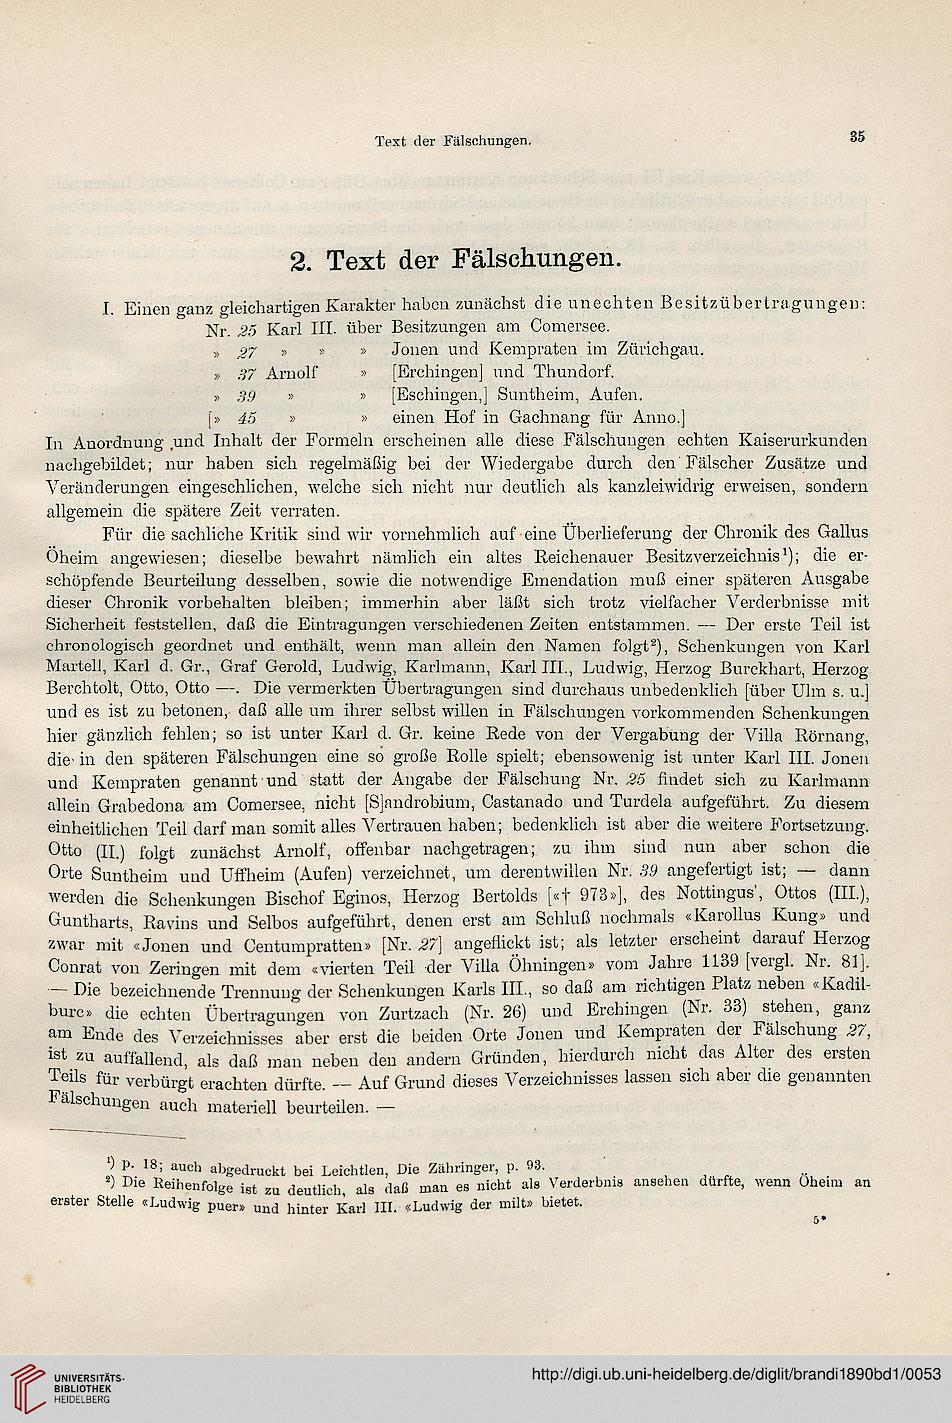 Text der Fälschungen. 35
2. Text der Fälschungen.
I. Einen ganz gleichartigen Karakter haben zunächst die unechten Besitzübertragungen:
Nr. 25 Karl III. über Besitzungen am Comersee.
» 27 » » » Jonen und Kempraten im Zürichgau.
» 37 Arnolf » [Erchingen] und Thundorf.
» 39 » » [Eschingen,] Suntheim, Aufen.
[» 45 » » einen Hof in Gachnang für Anno.]
In Anordnung und Inhalt der Formeln erscheinen alle diese Fälschungen echten Kaiserurkunden
nachgebildet; nur haben sich regelmäßig bei der Wiedergabe durch den Fälscher Zusätze und
Veränderungen eingeschlichen, welche sich nicht nur deutlich als kanzleiwidrig erweisen, sondern
allgemein die spätere Zeit verraten.
Für die sachliche Kritik sind wir vornehmlich auf eine Überlieferung der Chronik des Gallus
Öheim angewiesen; dieselbe bewahrt nämlich ein altes Reichenauer Besitzverzeichnis¹); die er-
schöpfende Beurteilung desselben, sowie die notwendige Emendation muß einer späteren Ausgabe
dieser Chronik vorbehalten bleiben; immerhin aber läßt sich trotz vielfacher Verderbnisse mit
Sicherheit feststellen, daß die Eintragungen verschiedenen Zeiten entstammen. — Der erste Teil ist
chronologisch geordnet und enthält, wenn man allein den Namen folgt²), Schenkungen von Karl
Martell, Karl d. Gr., Graf Gerold, Ludwig, Karlmann, Karl III., Ludwig, Herzog Burckhart, Herzog
Berchtolt, Otto, Otto —. Die vermerkten Übertragungen sind durchaus unbedenklich [über Ulm s. u.]
und es ist zu betonen, daß alle um ihrer selbst willen in Fälschungen vorkommenden Schenkungen
hier gänzlich fehlen; so ist unter Karl d. Gr. keine Rede von der Vergabung der Villa Rörnang,
die in den späteren Fälschungen eine so große Rolle spielt; ebensowenig ist unter Karl III. Jonen
und Kempraten genannt und statt der Angabe der Fälschung Nr. 25 findet sich zu Karlmann
allein Grabedona am Comersee, nicht [S]androbium, Castanado und Turdela aufgeführt. Zu diesem
einheitlichen Teil darf man somit alles Vertrauen haben; bedenklich ist aber die weitere Fortsetzung.
Otto (II.) folgt zunächst Arnolf, offenbar nachgetragen; zu ihm sind nun aber schon die
Orte Suntheim und Uffheim (Aufen) verzeichnet, um derentwillen Nr. 39 angefertigt ist; — dann
werden die Schenkungen Bischof Eginos, Herzog Bertolds [«† 973»], des Nottingus', Ottos (III.),
Guntharts, Ravins und Selbos aufgeführt, denen erst am Schluß nochmals «Karollus Kung» und
zwar mit «Jonen und Centumpratten» [Nr. 27] angeflickt ist; als letzter erscheint darauf Herzog
Conrat von Zeringen mit dem «vierten Teil der Villa Öhningen» vom Jahre 1139 [vergl. Nr. 81].
— Die bezeichnende Trennung der Schenkungen Karls III., so daß am richtigen Platz neben «Kadil-
burc» die echten Übertragungen von Zurtzach (Nr. 26) und Erchingen (Nr. 33) stehen, ganz
am Ende des Verzeichnisses aber erst die beiden Orte Jonen und Kempraten der Fälschung 27,
ist zu auffallend, als daß man neben den andern Gründen, hierdurch nicht das Alter des ersten
Teils für verbürgt erachten dürfte. — Auf Grund dieses Verzeichnisses lassen sich aber die genannten
Fälschungen auch materiell beurteilen. —
¹) p. 18; auch abgedruckt bei Leichtlen, Die Zähringer, p. 93.
²) Die Reihenfolge ist zu deutlich, als daß man es nicht als Verderbnis ansehen dürfte, wenn Öheim an
erster Stelle «Ludwig puer» und hinter Karl III. «Ludwig der milt» bietet.
5*
UNIVERSITÄTS-
BIBLIOTHEK
HEIDELBERG
http://digi.ub.uni-heidelberg.de/diglit/brandi1890bd1/0053